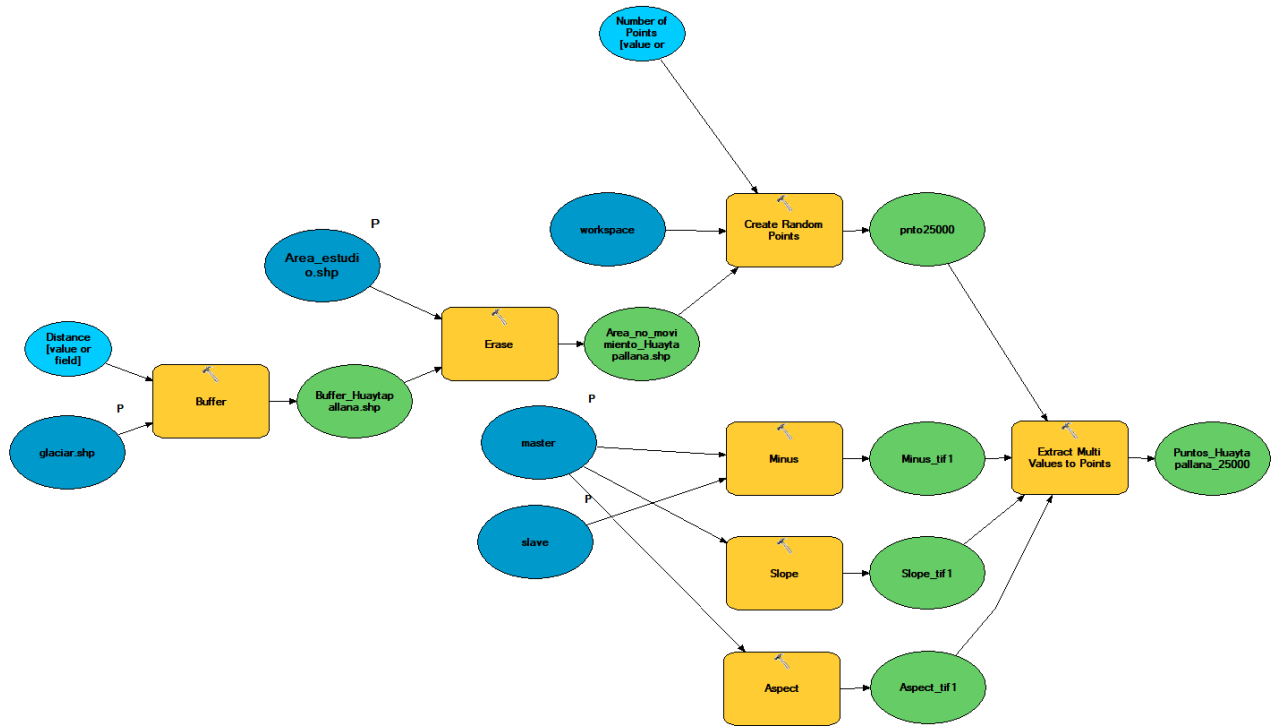 Number of
Points
[value or
workspace
Create Random
Points
pnto25000
P
Area_estudi
o.shp
Distance
[value or
field]
Erase
Area_no_movi
miento_Huayta
pallana.shp
Buffer
Buffer_Huaytap
allana.shp
P
glaciar.shp
P
master
Minus
Minus_tif1
Extract Multi
Values to Points
Puntos_Huayta
pallana_25000
P
slave
Slope
Slope_tif1
Aspect
Aspect_tif1